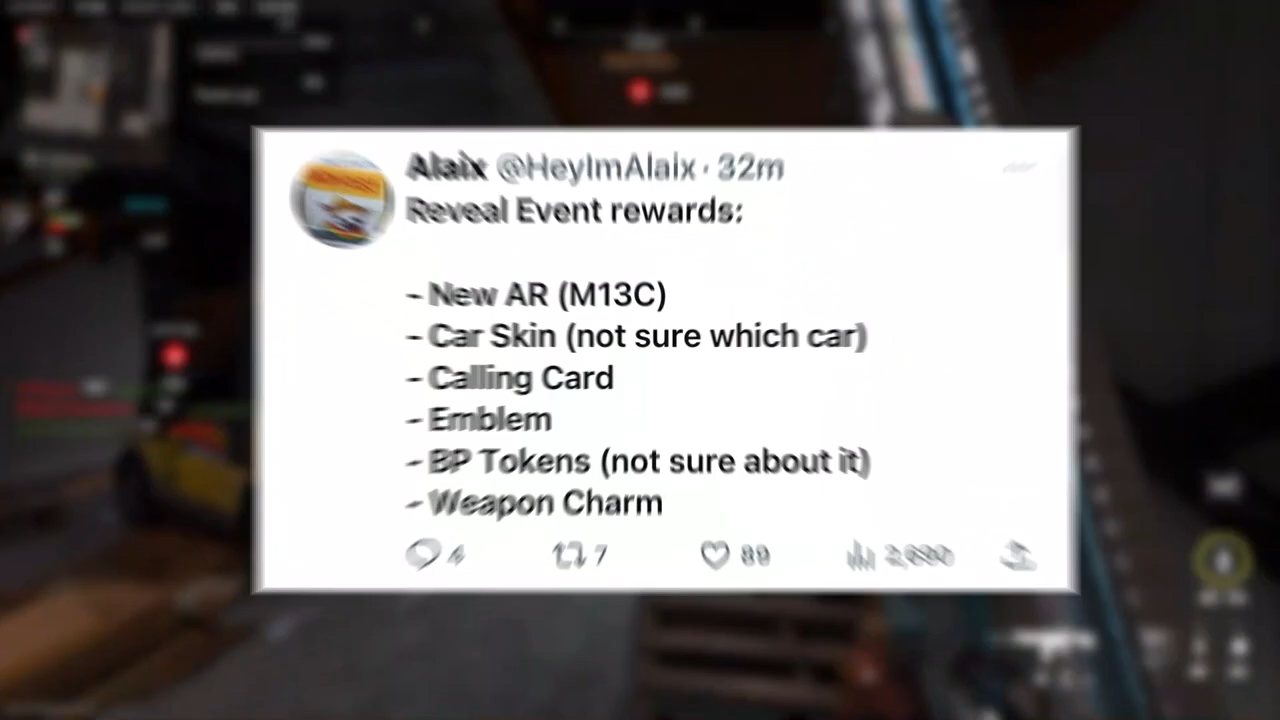 Alaix @HeyImAlaix · 32m
Reveal Event rewards:
- New AR (M13C)
- Car Skin (not sure which car)
- Calling Card
- Emblem
- BP Tokens (not sure about it)
- Weapon Charm
4 7 89